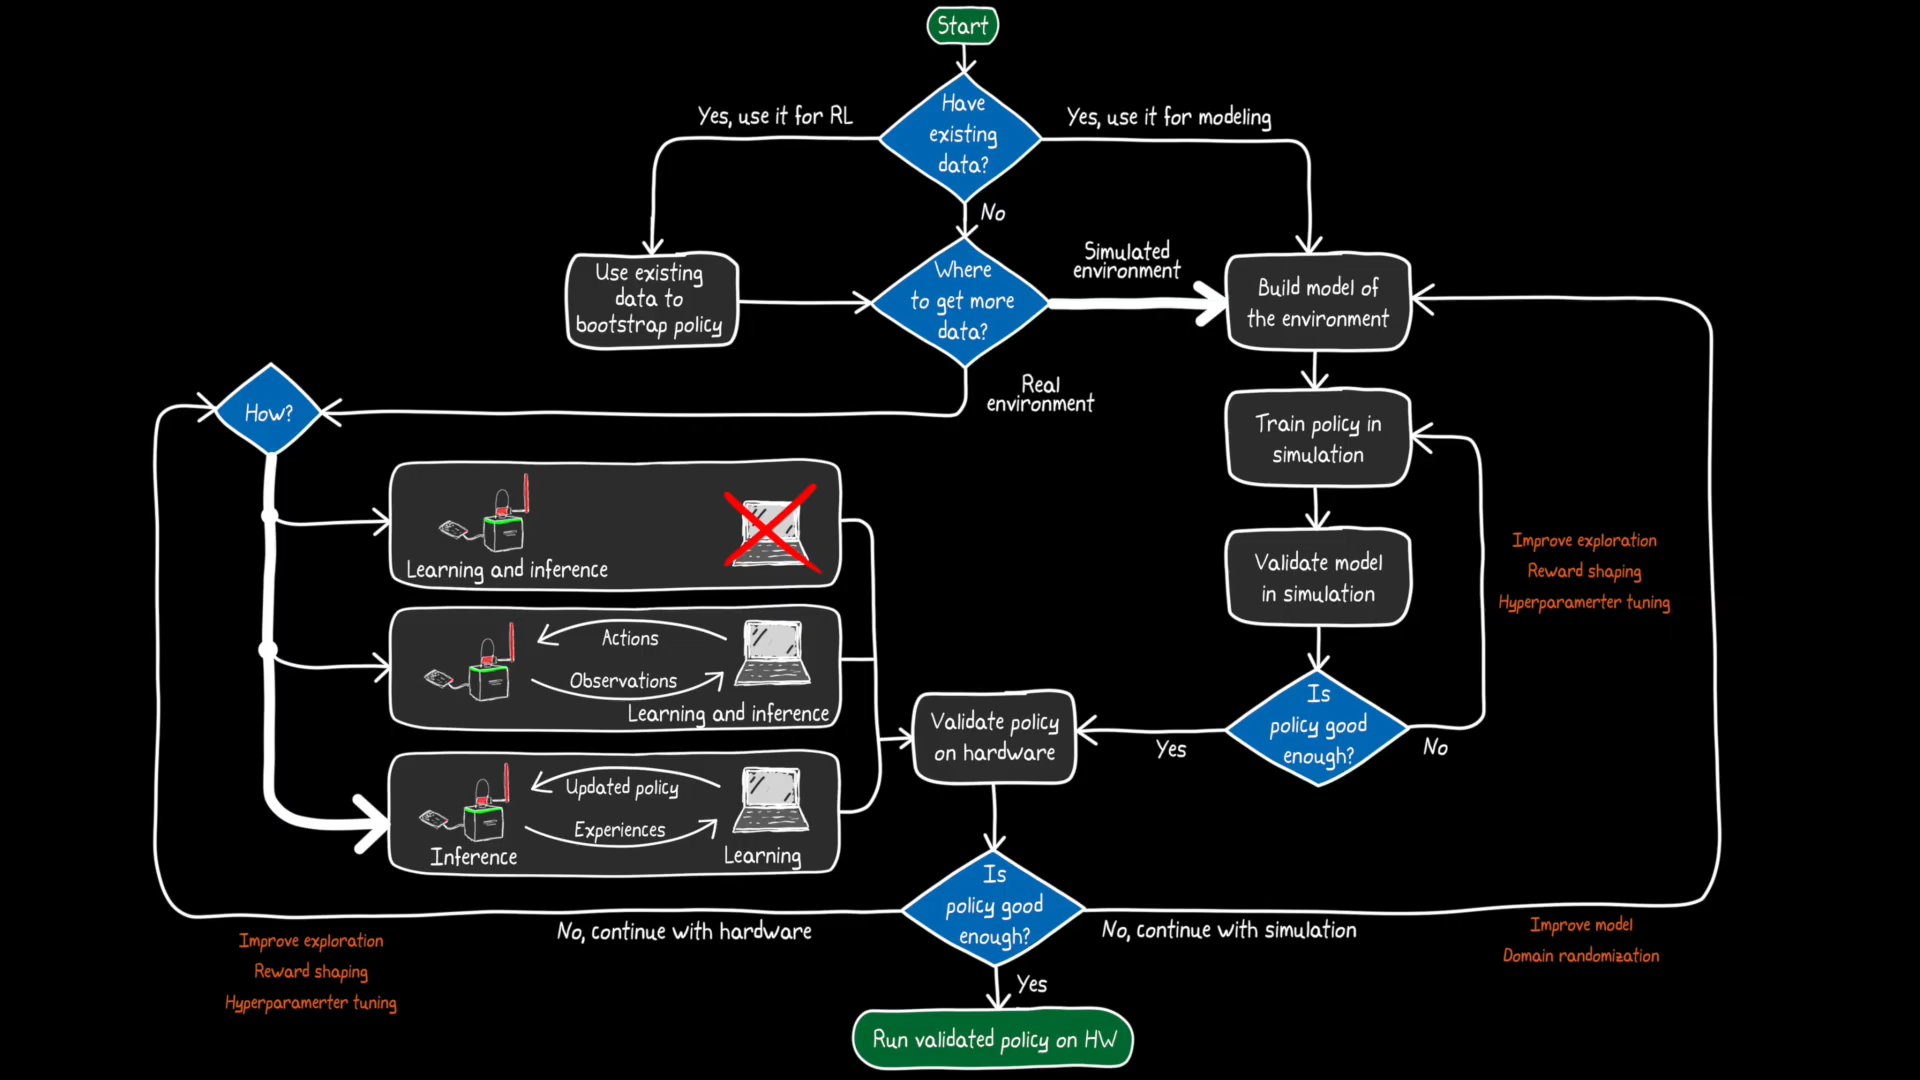 Start
Have
existing
data?
Yes, use it for RL
Yes, use it for modeling
No
Use existing
data to
bootstrap policy
Where
to get more
data?
Simulated
environment
Build model of
the environment
Real
environment
How?
Train policy in
simulation
Learning and inference
Validate model
in simulation
Improve exploration
Reward shaping
Hyperparamerter tuning
Actions
Observations
Learning and inference
Is
policy good
enough?
Yes
No
Validate policy
on hardware
Updated policy
Experiences
Inference
Learning
Is
policy good
enough?
No, continue with hardware
No, continue with simulation
Improve exploration
Reward shaping
Hyperparamerter tuning
Improve model
Domain randomization
Yes
Run validated policy on HW